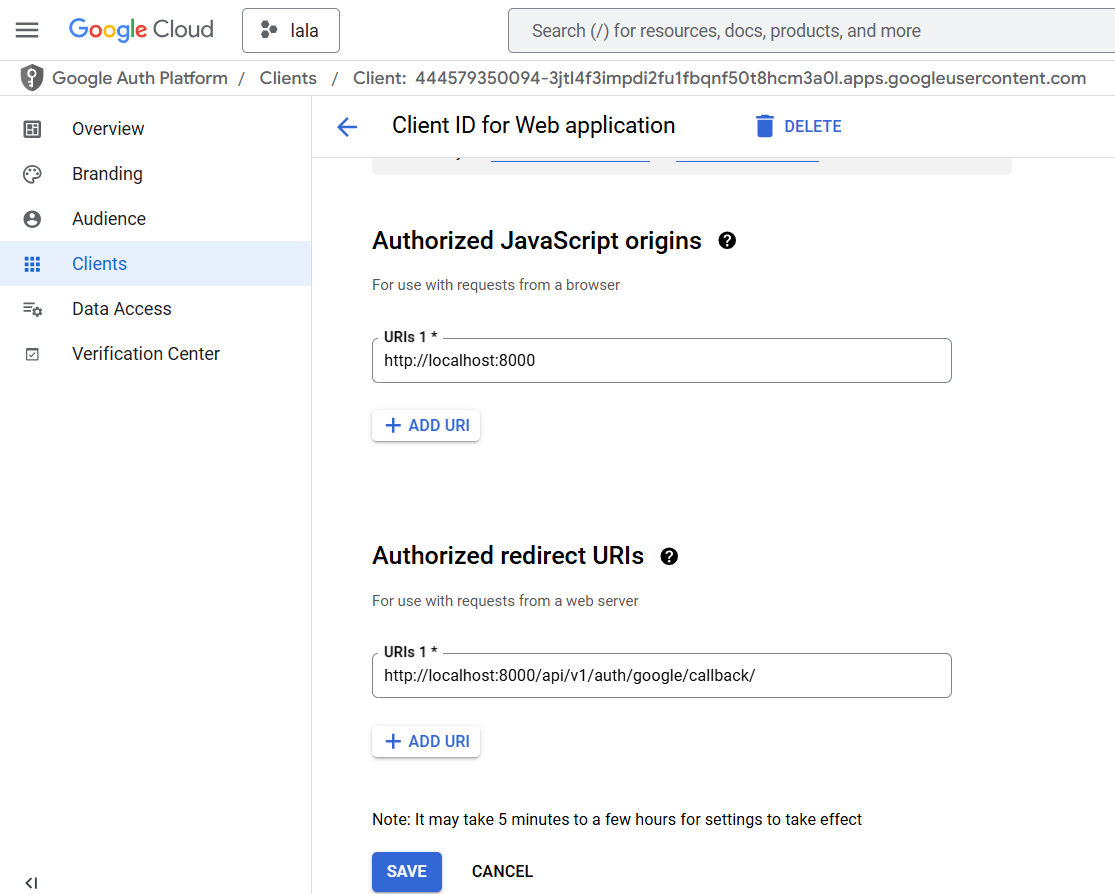 Google Cloud
lala
Search (/) for resources, docs, products, and more
Google Auth Platform / Clients / Client: 444579350094-3jtl4f3impdi2fu1fbqnf50t8hcm3a0l.apps.googleusercontent.com
Overview
Branding
Audience
Clients
Data Access
Verification Center
Client ID for Web application
DELETE
Authorized JavaScript origins
For use with requests from a browser
URIs 1 *
http://localhost:8000
+ ADD URI
Authorized redirect URIs
For use with requests from a web server
URIs 1 *
http://localhost:8000/api/v1/auth/google/callback/
+ ADD URI
Note: It may take 5 minutes to a few hours for settings to take effect
SAVE
CANCEL